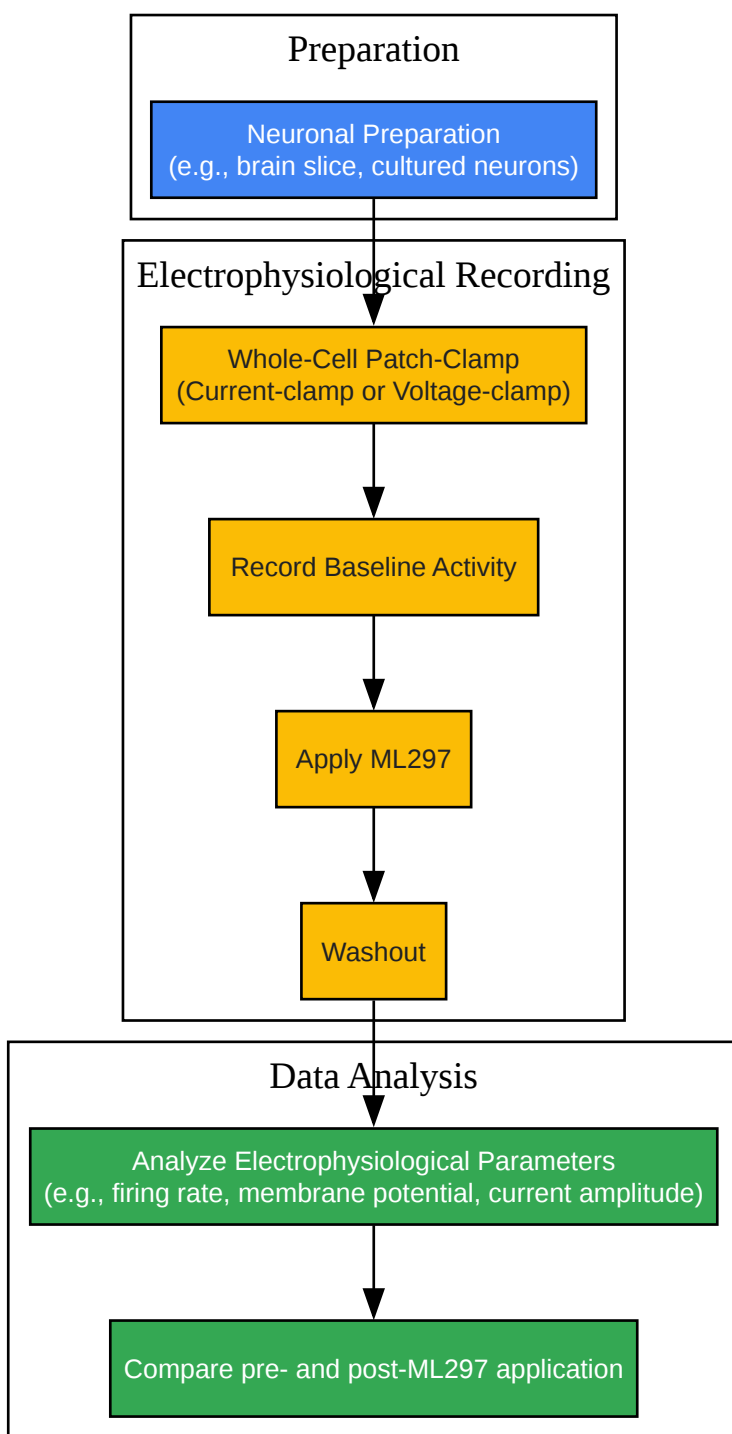 Preparation
Neuronal Preparation
(e.g., brain slice, cultured neurons)
Electrophysiological Recording
Whole-Cell Patch-Clamp
(Current-clamp or Voltage-clamp)
Record Baseline Activity
Apply ML297
Washout
Data Analysis
Analyze Electrophysiological Parameters
(e.g., firing rate, membrane potential, current amplitude)
Compare pre- and post-ML297 application